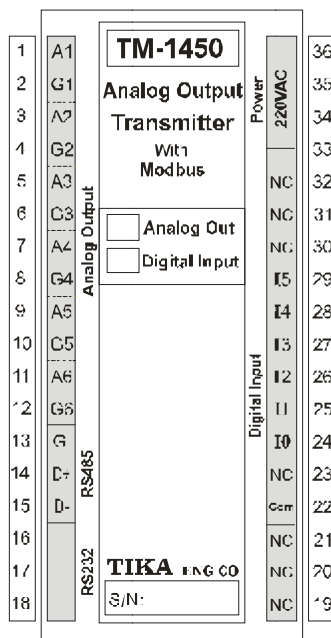 TM-1450
Analog Output
Transmitter
With
Modbus
Analog Out
Digital Input
TIKA ENG CO
S/N:
1 A1
2 G1
3 A2
4 G2
5 A3
6 G3
7 A4
8 G4
9 A5
10 G5
11 A6
12 G6
13 G
14 D+
15 D-
16
17
18
Analog Output
RS485
RS232
Power
220VAC
Digital Input
36
35
34
33
NC 32
NC 31
NC 30
I5 29
I4 28
I3 27
I2 26
I1 25
I0 24
NC 23
Com 22
NC 21
NC 20
NC 19